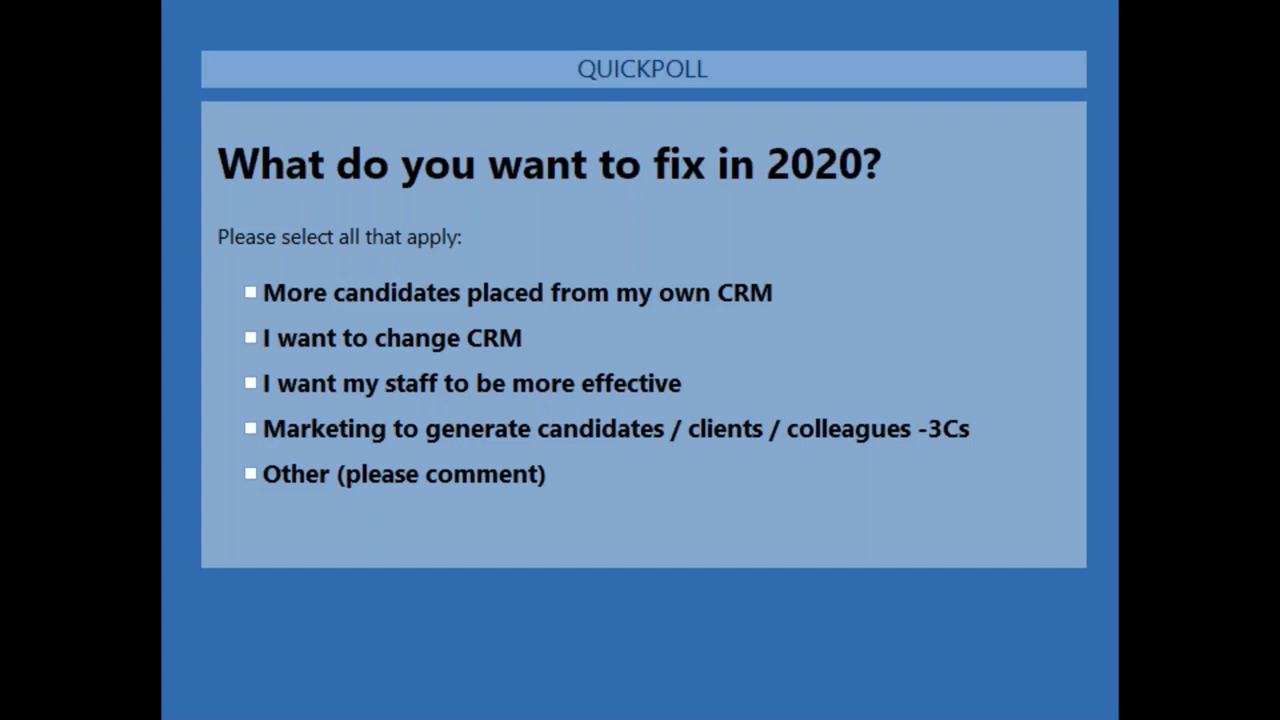 QUICKPOLL
What do you want to fix in 2020?
Please select all that apply:
More candidates placed from my own CRM
I want to change CRM
I want my staff to be more effective
Marketing to generate candidates / clients / colleagues -3Cs
Other (please comment)